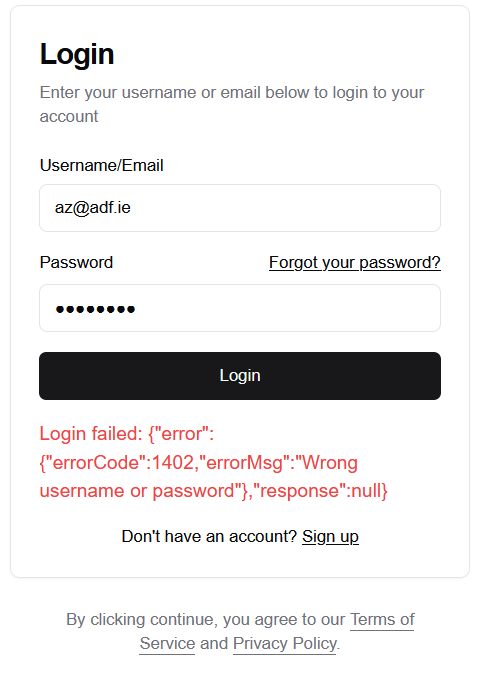 Login
Enter your username or email below to login to your
account
Username/Email
az@adf.ie
Password Forgot your password?
●●●●●●●●
Login
Login failed: {"error":
{"errorCode":1402,"errorMsg":"Wrong
username or password"},"response":null}
Don't have an account? Sign up
By clicking continue, you agree to our Terms of
Service and Privacy Policy.